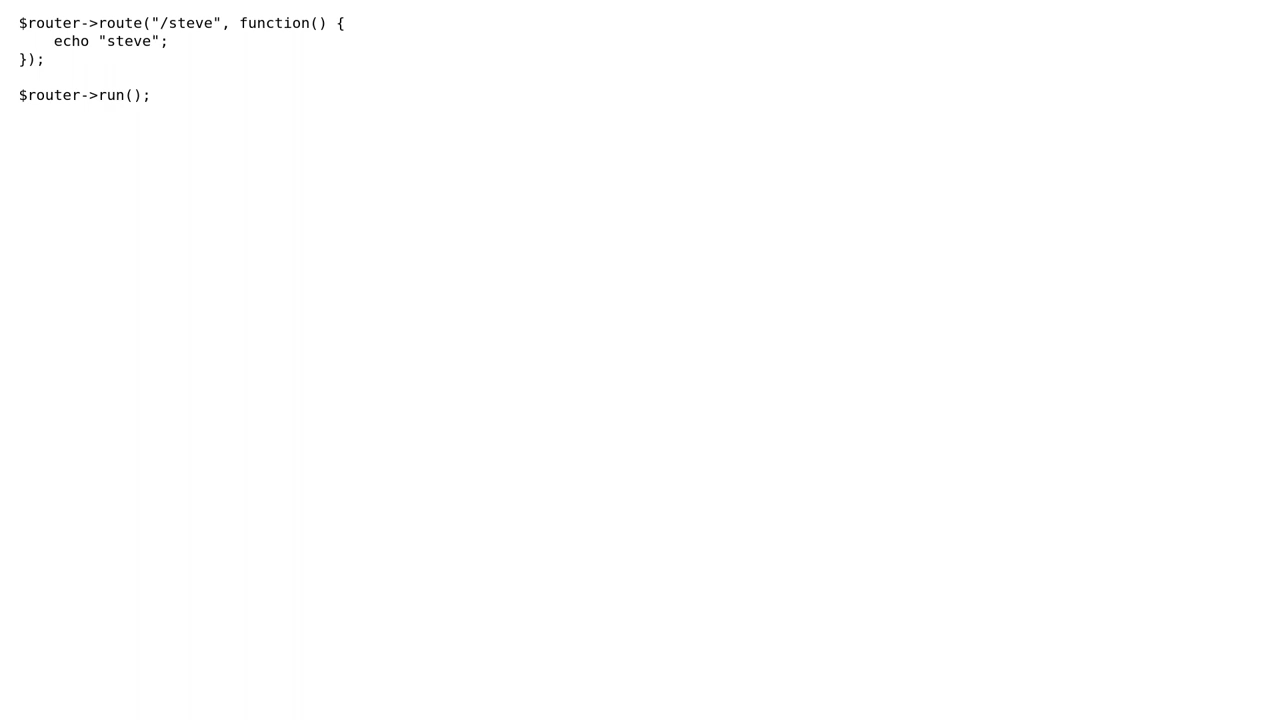 $router->route("/steve", function() {
    echo "steve";
});

$router->run();